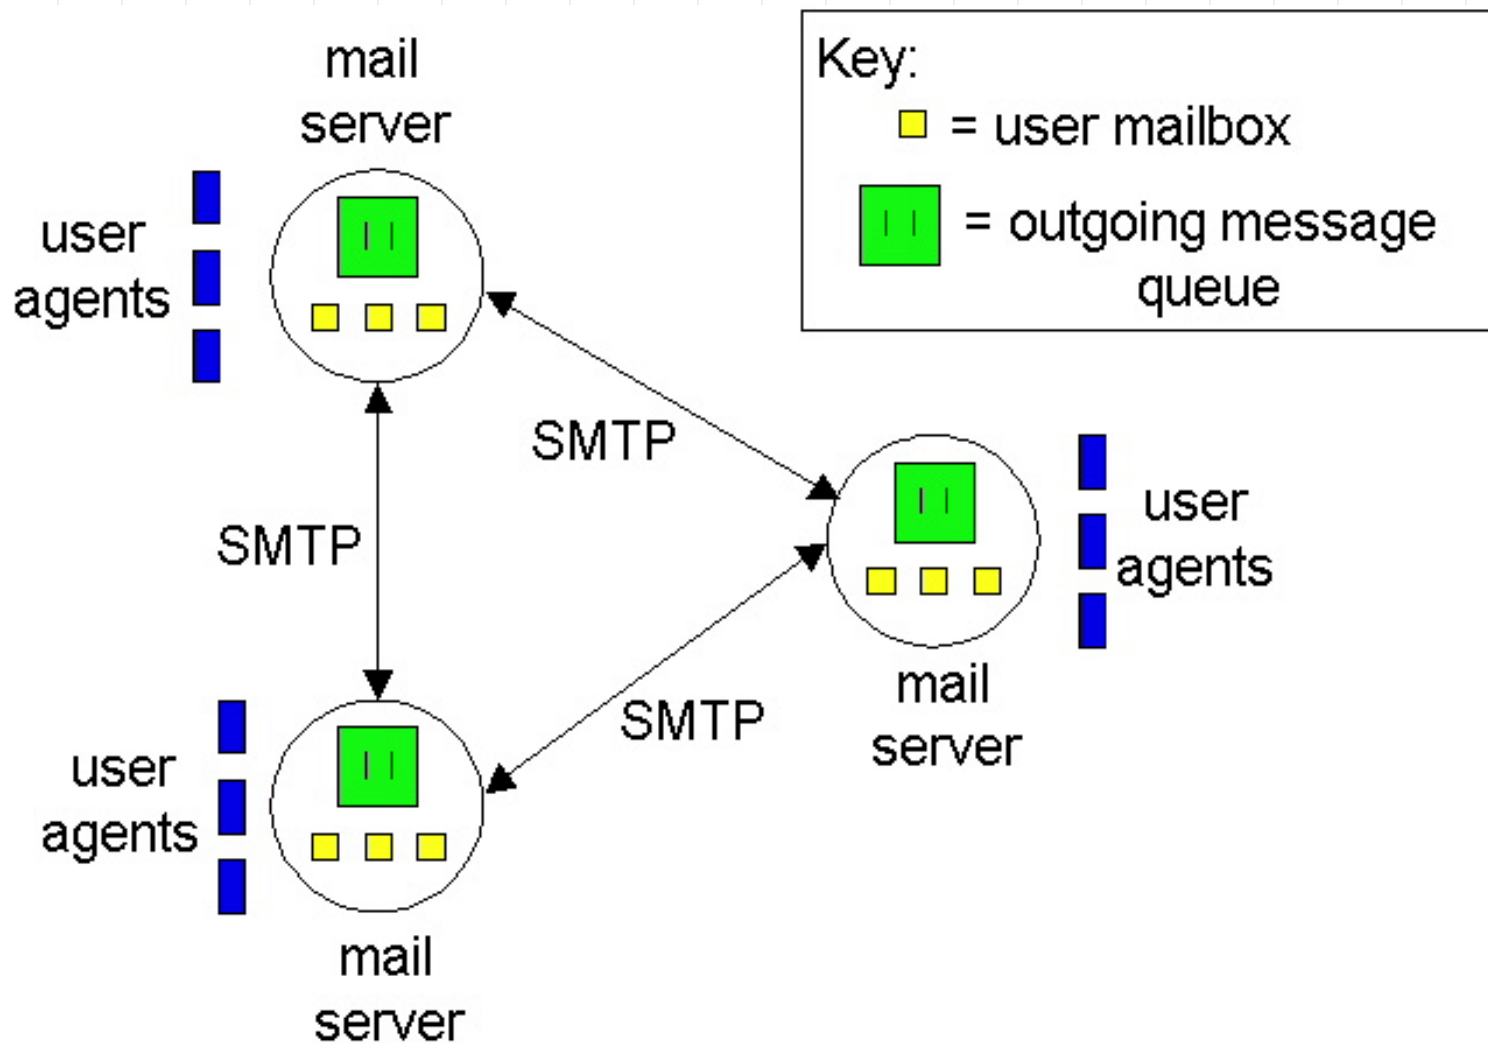 mail
server
Key:
= user mailbox
= outgoing message
queue
user
agents
SMTP
SMTP
user
agents
mail
server
SMTP
user
agents
mail
server